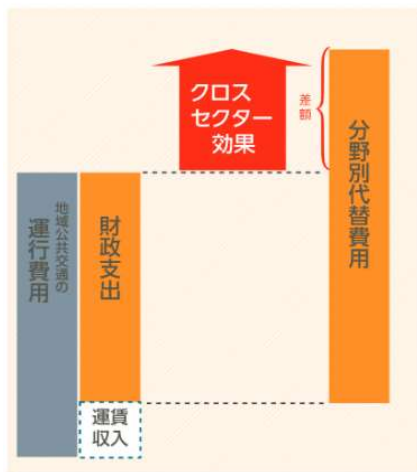 クロス
セクター
効果
差額
分野別代替費用
地域公共交通の
運行費用
財政支出
運賃
収入